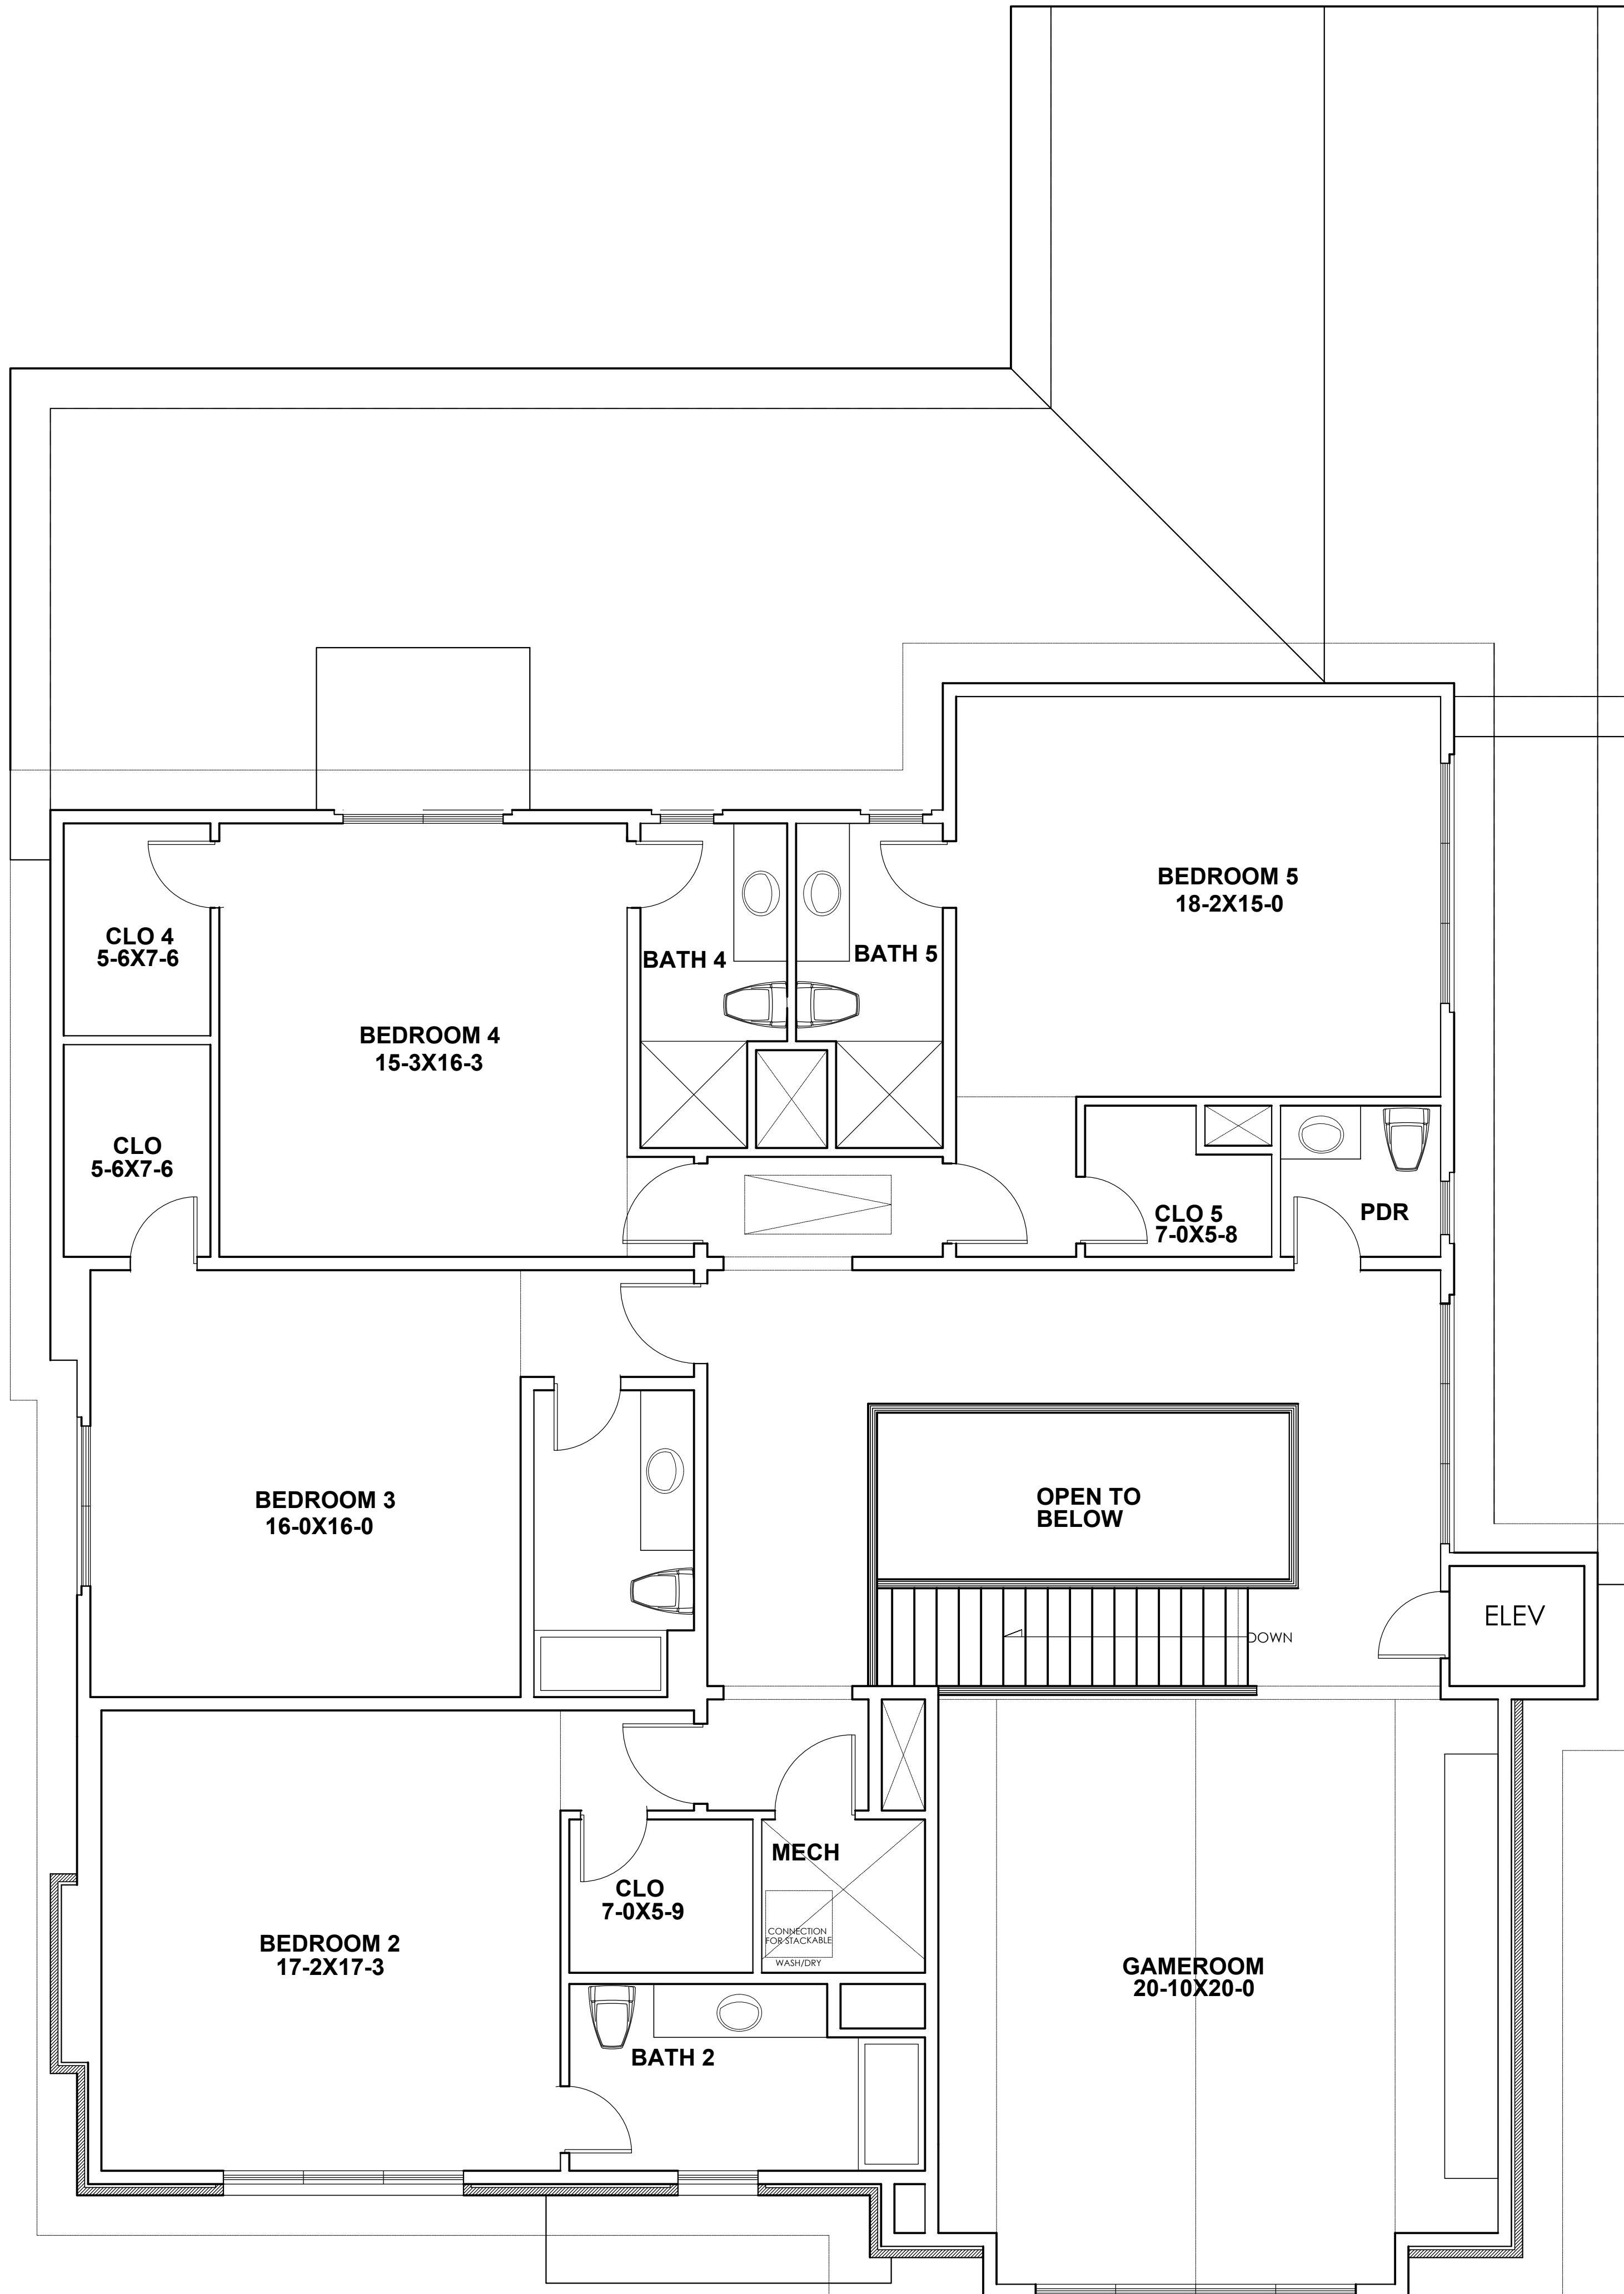 BEDROOM 5
18-2X15-0
CLO 4
5-6X7-6
BATH 4
BATH 5
BEDROOM 4
15-3X16-3
CLO
5-6X7-6
CLO 5
7-0X5-8
PDR
BEDROOM 3
16-0X16-0
OPEN TO
BELOW
ELEV
DOWN
MECH
CLO
7-0X5-9
CONNECTION
FOR STACKABLE
WASH/DRY
BEDROOM 2
17-2X17-3
GAMEROOM
20-10X20-0
BATH 2